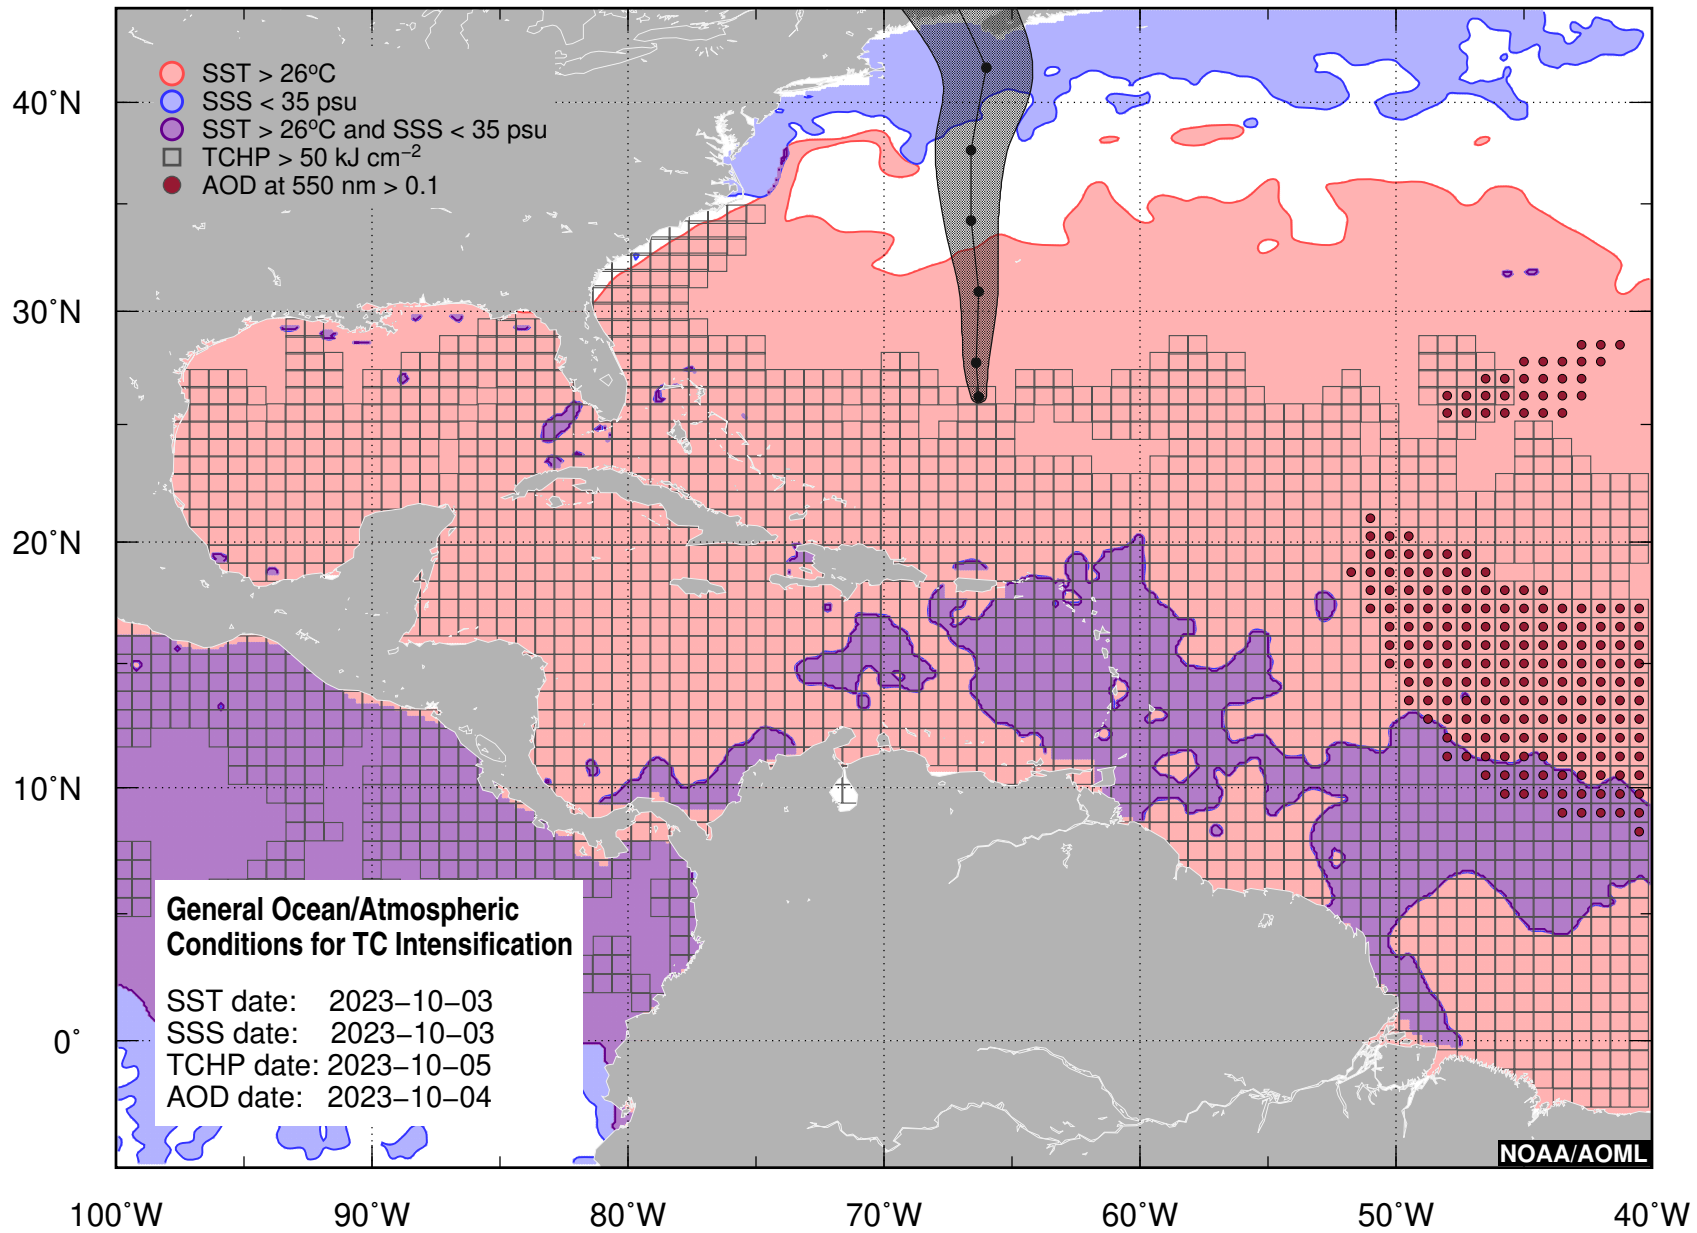 SST > 26°C
SSS < 35 psu
SST > 26°C and SSS < 35 psu
TCHP > 50 kJ cm⁻²
AOD at 550 nm > 0.1
40°N
30°N
20°N
10°N
0°
General Ocean/Atmospheric
Conditions for TC Intensification
SST date: 2023−10−03
SSS date: 2023−10−03
TCHP date: 2023−10−05
AOD date: 2023−10−04
NOAA/AOML
100°W 90°W 80°W 70°W 60°W 50°W 40°W